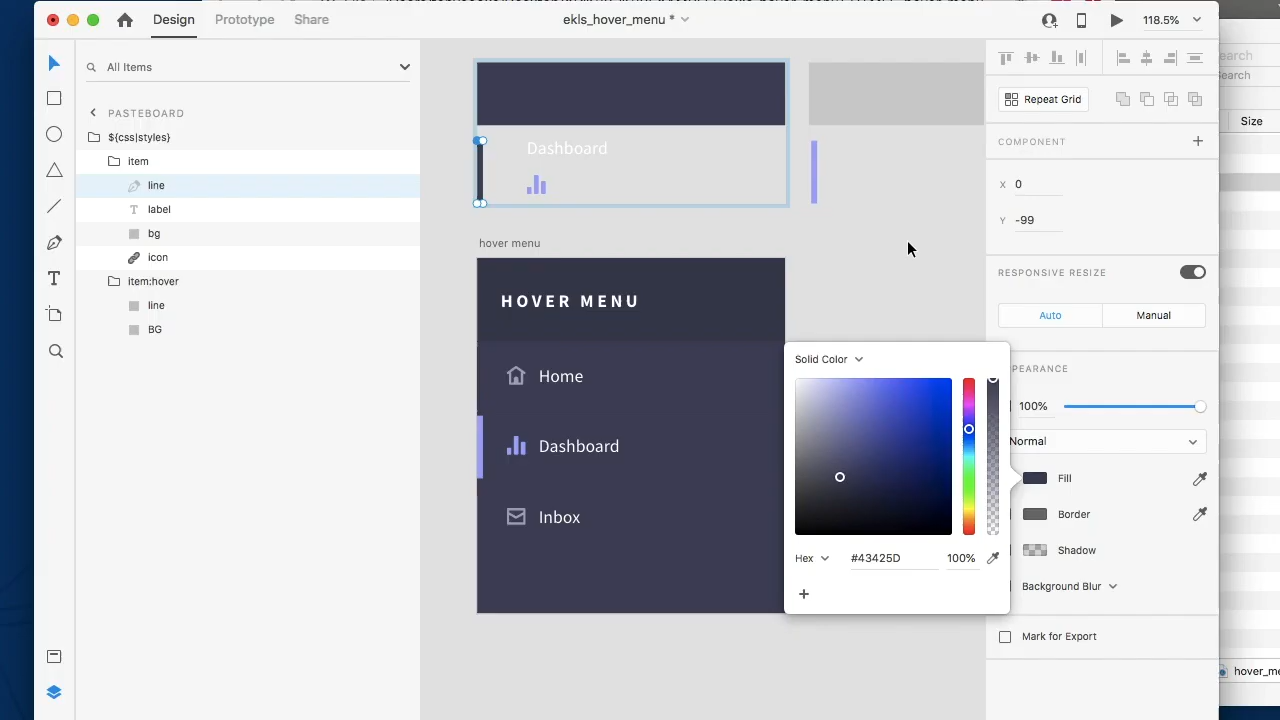 Design Prototype Share ekls_hover_menu * 118.5%
All Items
PASTEBOARD
${css|styles}
item
line
label
bg
icon
item:hover
line
BG
Dashboard
hover menu
HOVER MENU
Home
Dashboard
Inbox
Solid Color
Hex #43425D 100%
+
Repeat Grid
COMPONENT +
X 0
Y -99
RESPONSIVE RESIZE
Auto Manual
PEARANCE
100%
Normal
Fill
Border
Shadow
Background Blur
Mark for Export
earch
Search
Size
hover_me